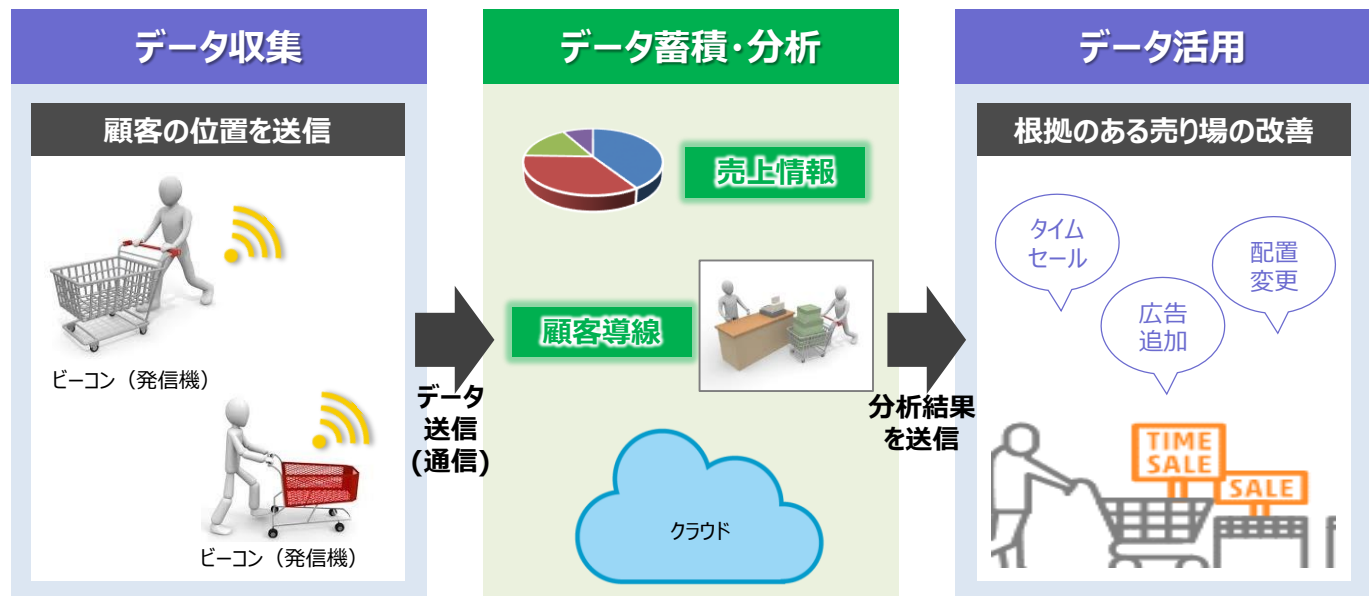 データ収集
顧客の位置を送信
ビーコン（発信機）
ビーコン（発信機）
データ
送信
(通信)
データ蓄積・分析
売上情報
顧客導線
クラウド
分析結果
を送信
データ活用
根拠のある売り場の改善
タイム
セール
広告
追加
配置
変更
TIME
SALE
SALE